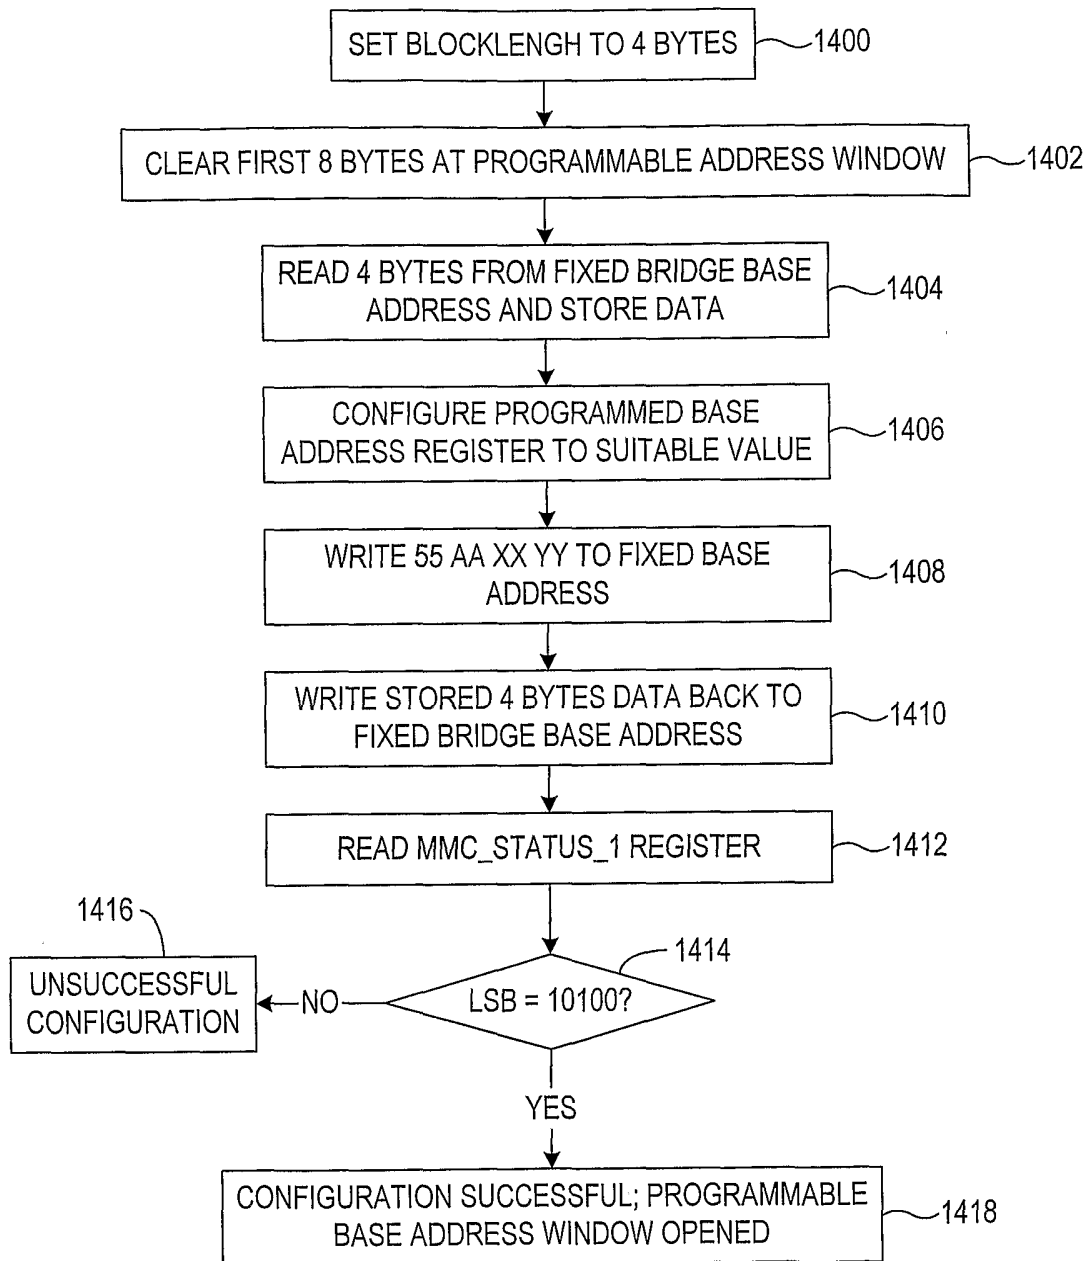 SET BLOCKLENGH TO 4 BYTES
1400
CLEAR FIRST 8 BYTES AT PROGRAMMABLE ADDRESS WINDOW
1402
READ 4 BYTES FROM FIXED BRIDGE BASE
ADDRESS AND STORE DATA
1404
CONFIGURE PROGRAMMED BASE
ADDRESS REGISTER TO SUITABLE VALUE
1406
WRITE 55 AA XX YY TO FIXED BASE
ADDRESS
1408
WRITE STORED 4 BYTES DATA BACK TO
FIXED BRIDGE BASE ADDRESS
1410
READ MMC_STATUS_1 REGISTER
1412
1416
UNSUCCESSFUL
CONFIGURATION
NO
LSB = 10100?
1414
YES
CONFIGURATION SUCCESSFUL; PROGRAMMABLE
BASE ADDRESS WINDOW OPENED
1418